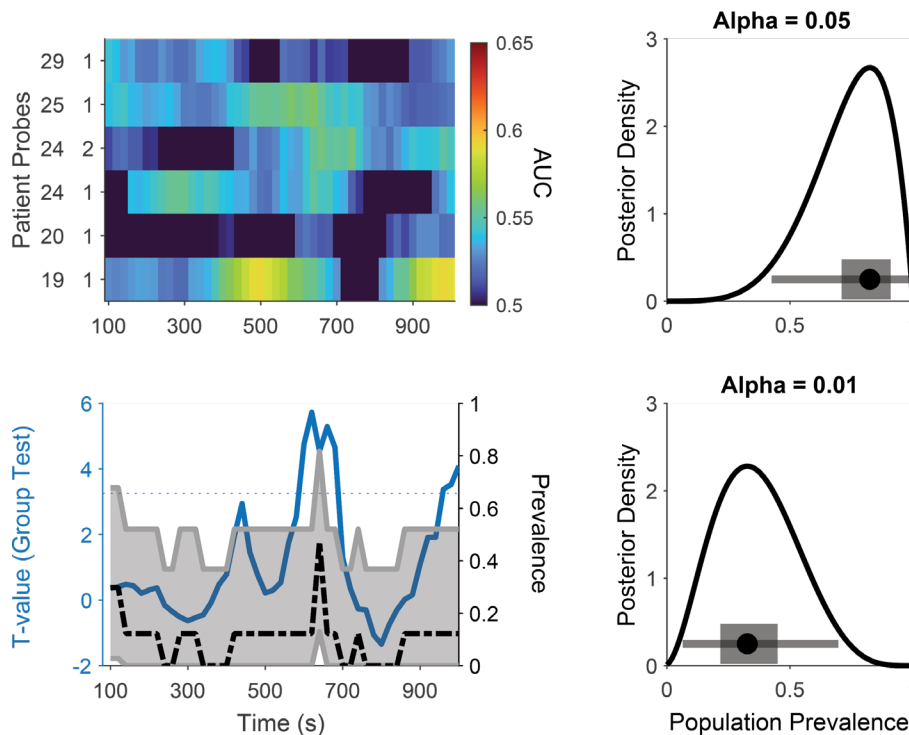 Patient Probes
29 1
25 1
24 2
24 1
20 1
19 1
100 300 500 700 900
0.65
0.6
0.55
0.5
AUC
Alpha = 0.05
Posterior Density
3
2
1
0
0 0.5
T-value (Group Test)
6
4
2
0
-2
100 300 500 700 900
Time (s)
1
0.8
0.6
0.4
0.2
0
Prevalence
Alpha = 0.01
Posterior Density
3
2
1
0
0 0.5
Population Prevalence